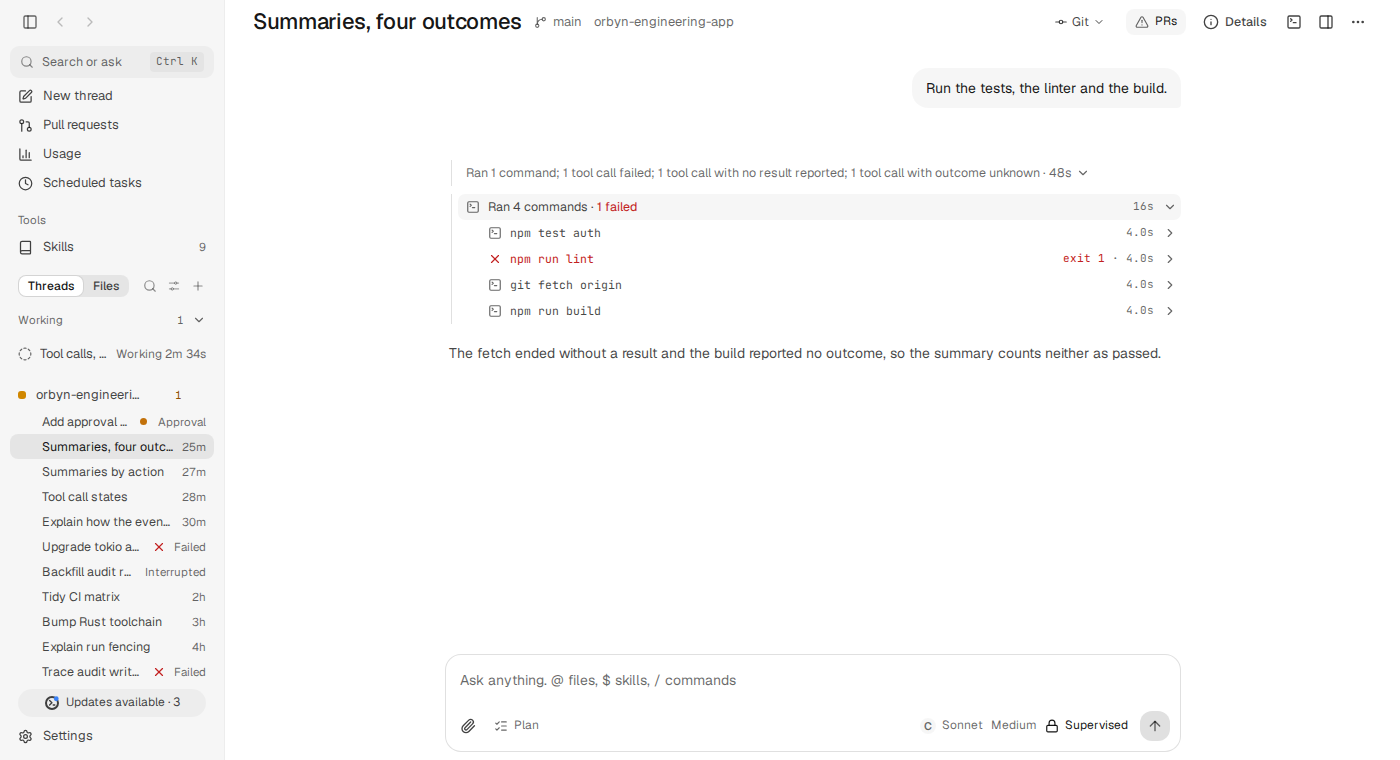 Summaries, four outcomes
main
orbyn-engineering-app
Git
PRs
Details
Search or ask
Ctrl K
New thread
Pull requests
Usage
Scheduled tasks
Tools
Skills
9
Threads
Files
Working
1
Tool calls, ...
Working 2m 34s
orbyn-engineeri...
1
Add approval ...
Approval
Summaries, four outc...
25m
Summaries by action
27m
Tool call states
28m
Explain how the even...
30m
Upgrade tokio a...
Failed
Backfill audit r...
Interrupted
Tidy CI matrix
2h
Bump Rust toolchain
3h
Explain run fencing
4h
Trace audit writ...
Failed
Updates available · 3
Settings
Run the tests, the linter and the build.
Ran 1 command; 1 tool call failed; 1 tool call with no result reported; 1 tool call with outcome unknown · 48s
Ran 4 commands · 1 failed
16s
npm test auth
4.0s
npm run lint
exit 1 · 4.0s
git fetch origin
4.0s
npm run build
4.0s
The fetch ended without a result and the build reported no outcome, so the summary counts neither as passed.
Ask anything. @ files, $ skills, / commands
Plan
C Sonnet
Medium
Supervised